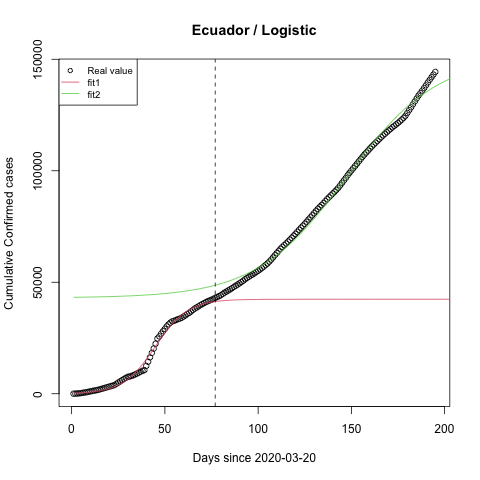 Ecuador / Logistic
Real value
fit1
fit2
Cumulative Confirmed cases
150000
100000
50000
0
0 50 100 150 200
Days since 2020-03-20